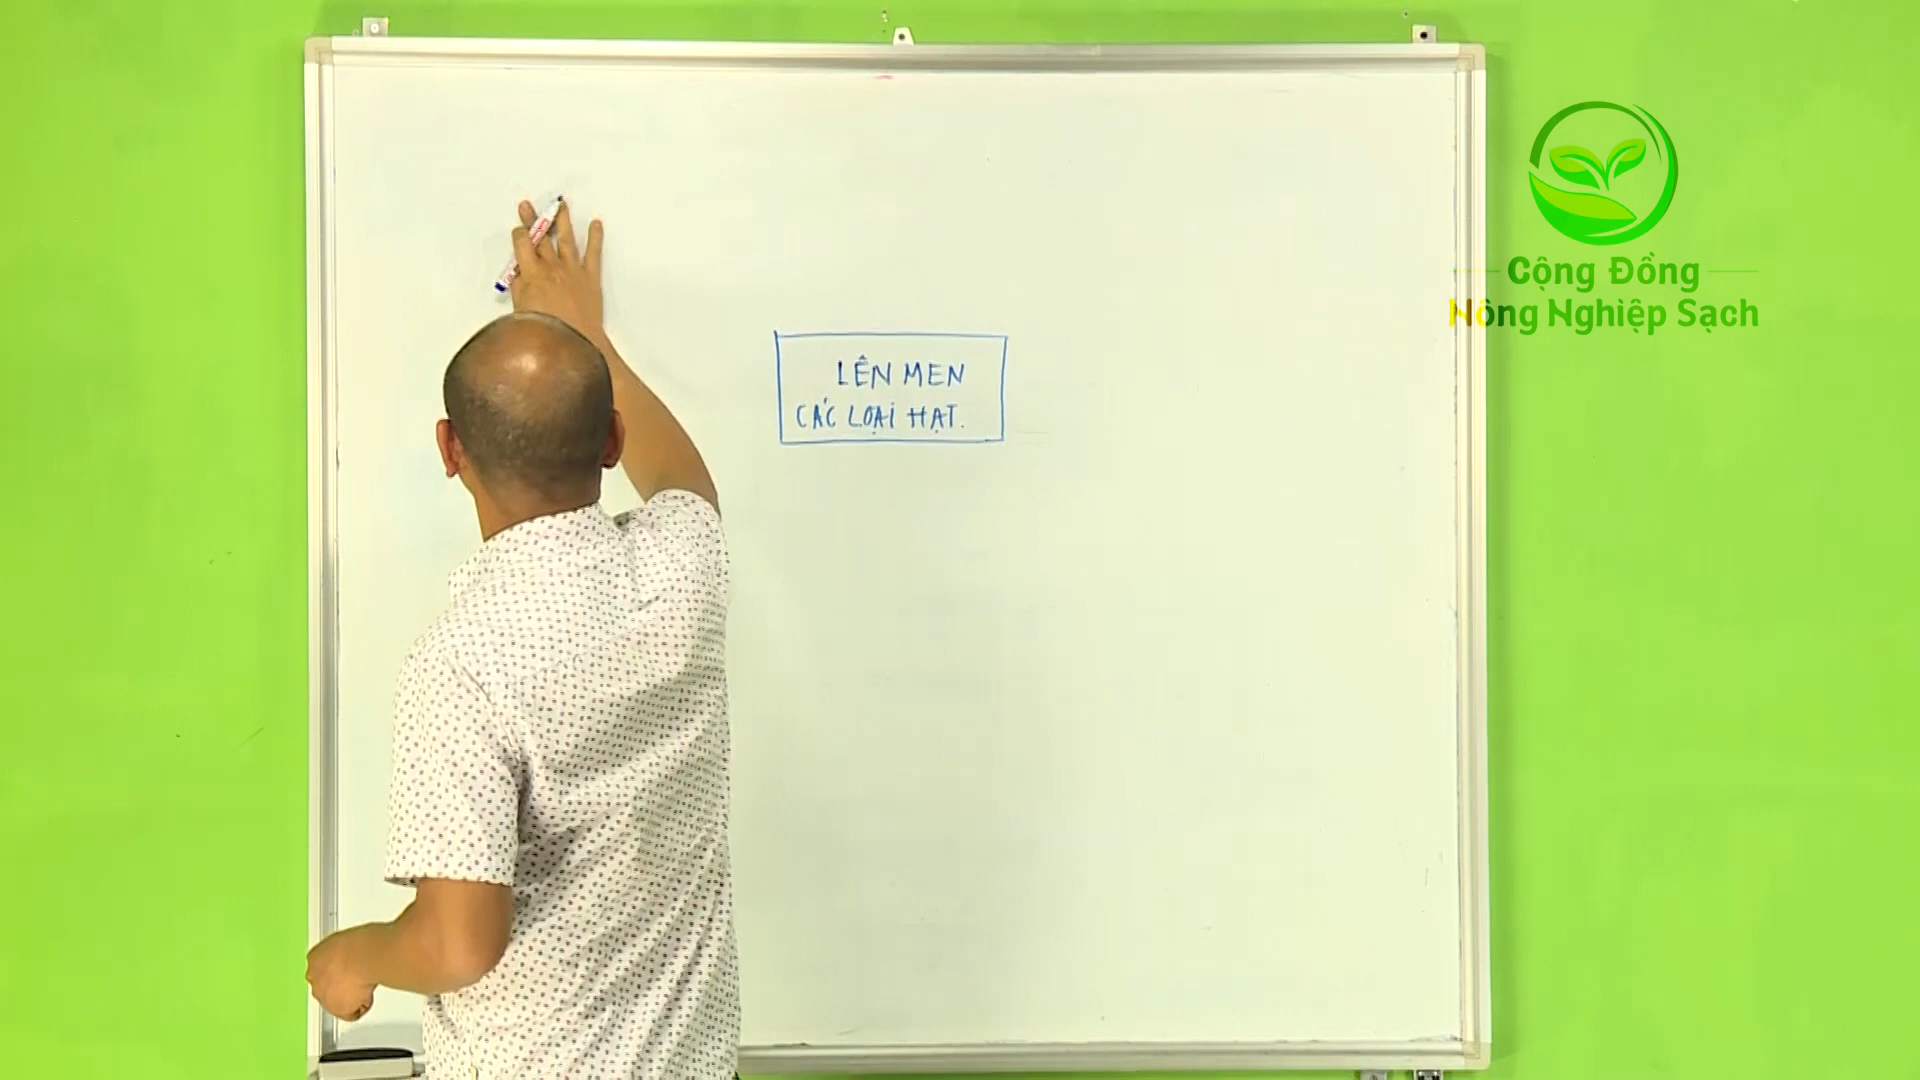 LÊN MEN
CÁC LOẠI HẠT.
Cộng Đồng
Nông Nghiệp Sạch